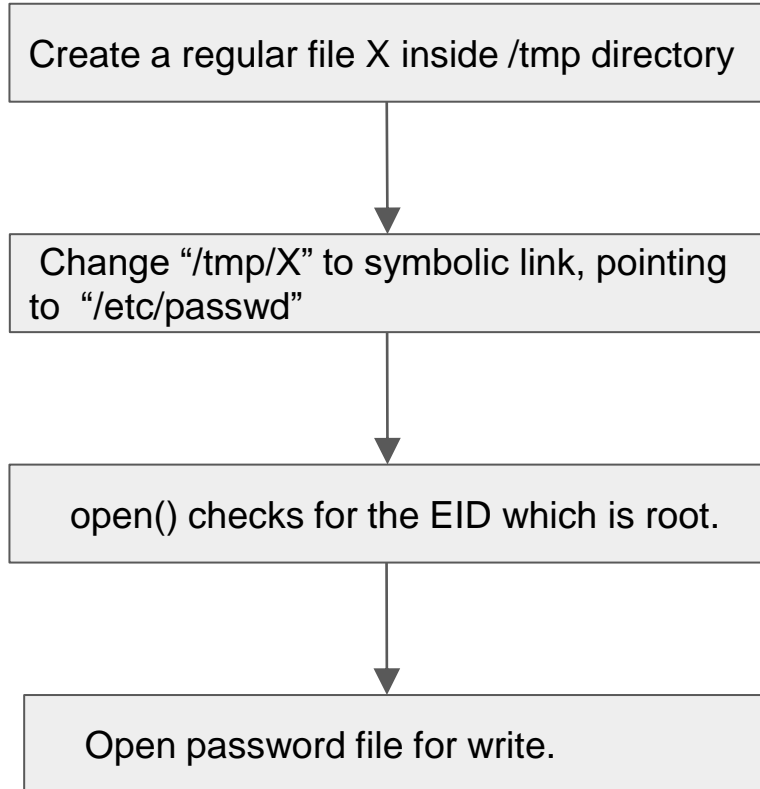 Create a regular file X inside /tmp directory
Change “/tmp/X” to symbolic link, pointing
to “/etc/passwd”
open() checks for the EID which is root.
Open password file for write.